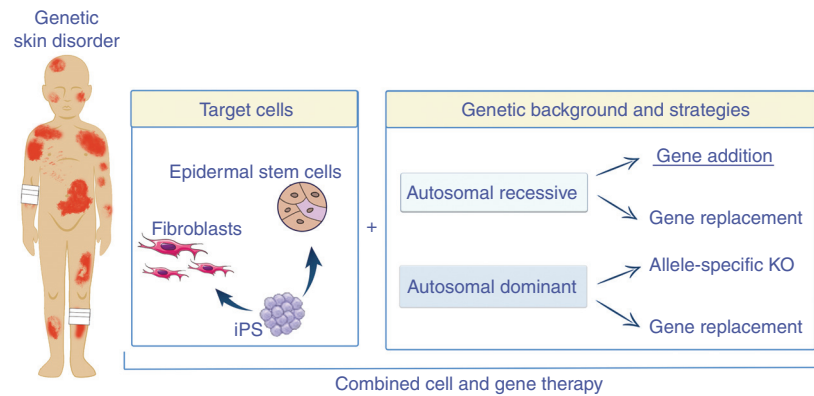 Genetic
skin disorder
Target cells
Epidermal stem cells
Fibroblasts
iPS
+
Genetic background and strategies
Autosomal recessive
Gene addition
Gene replacement
Autosomal dominant
Allele-specific KO
Gene replacement
Combined cell and gene therapy